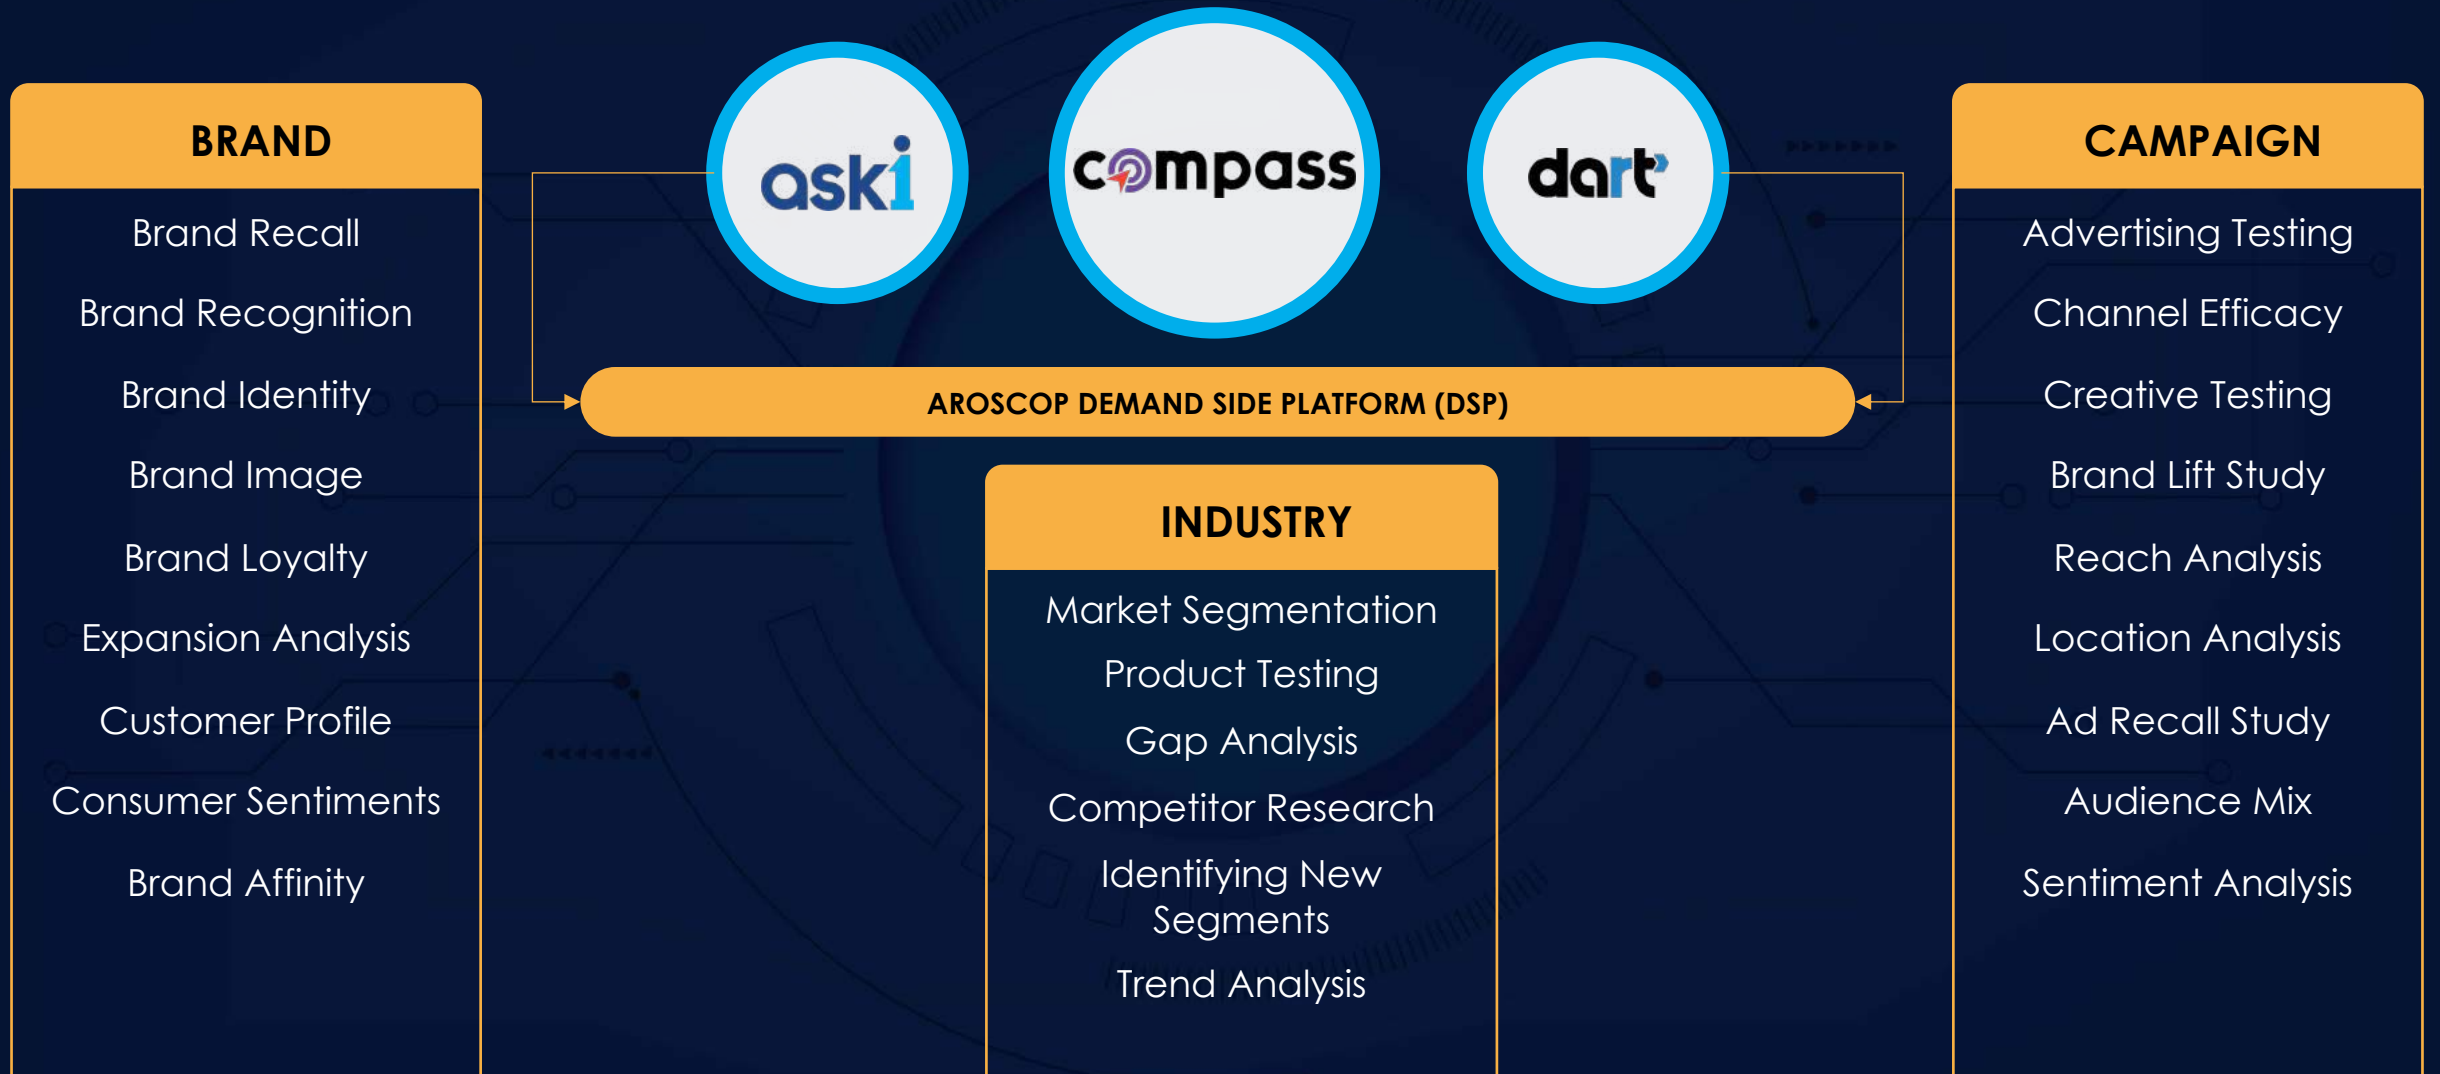 aski
compass
dart
AROSCOP DEMAND SIDE PLATFORM (DSP)
BRAND
Brand Recall
Brand Recognition
Brand Identity
Brand Image
Brand Loyalty
Expansion Analysis
Customer Profile
Consumer Sentiments
Brand Affinity
INDUSTRY
Market Segmentation
Product Testing
Gap Analysis
Competitor Research
Identifying New
Segments
Trend Analysis
CAMPAIGN
Advertising Testing
Channel Efficacy
Creative Testing
Brand Lift Study
Reach Analysis
Location Analysis
Ad Recall Study
Audience Mix
Sentiment Analysis